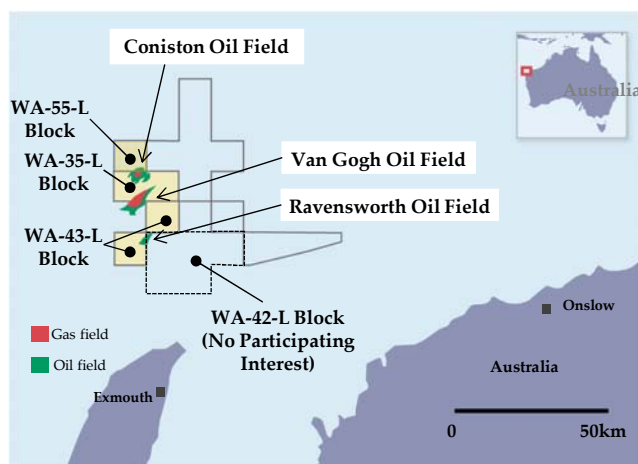 Coniston Oil Field
Australia
WA-55-L
Block
WA-35-L
Block
Van Gogh Oil Field
Ravensworth Oil Field
WA-43-L
Block
WA-42-L Block
(No Participating
Interest)
Onslow
Gas field
Oil field
Australia
Exmouth
0 50km